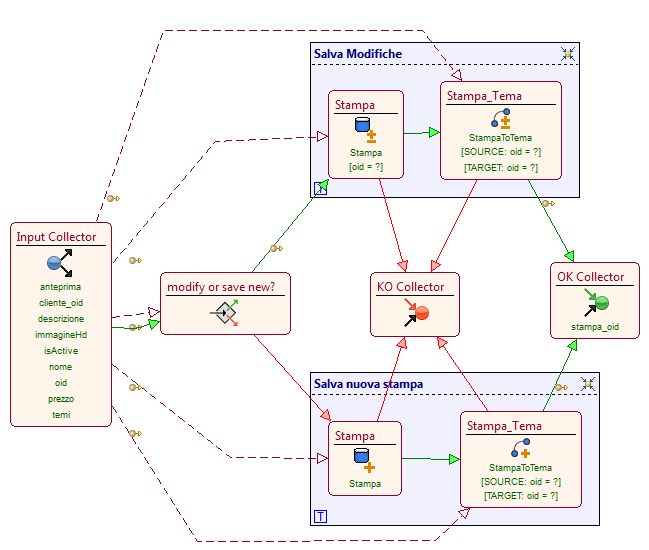 Salva Modifiche
Stampa
Stampa
[oid = ?]
Stampa_Tema
StampaToTema
[SOURCE: oid = ?]
[TARGET: oid = ?]
T
Input Collector
anteprima
cliente_oid
descrizione
immagineHd
isActive
nome
oid
prezzo
temi
modify or save new?
KO Collector
OK Collector
stampa_oid
Salva nuova stampa
Stampa
Stampa
Stampa_Tema
StampaToTema
[SOURCE: oid = ?]
[TARGET: oid = ?]
T